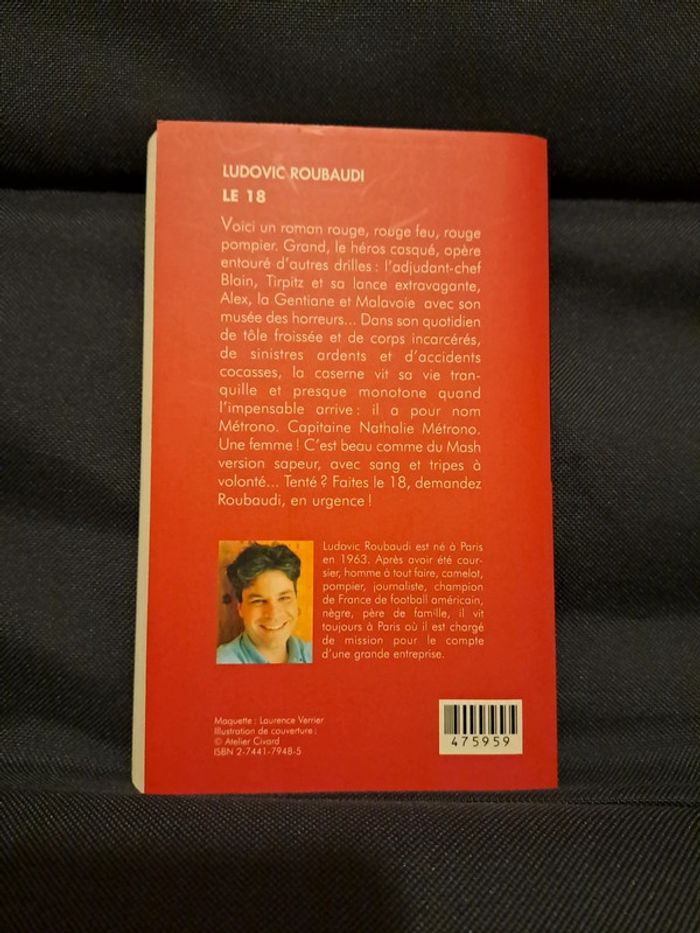 LUDOVIC ROUBAUDI
LE 18
Voici un roman rouge, rouge feu, rouge
pompier. Grand, le héros casqué, opère
entouré d'autres drilles : l'adjudant-chef
Blain, Tirpitz et sa lance extravagante,
Alex, la Gentiane et Malavoie avec son
musée des horreurs... Dans son quotidien
de tôle froissée et de corps incarcérés,
de sinistres ardents et d'accidents
cocasses, la caserne vit sa vie tran-
quille et presque monotone quand
l'impensable arrive : il a pour nom
Métrono. Capitaine Nathalie Métrono.
Une femme ! C'est beau comme du Mash
version sapeur, avec sang et tripes à
volonté... Tenté ? Faites le 18, demandez
Roubaudi, en urgence !
Ludovic Roubaudi est né à Paris
en 1963. Après avoir été cour-
sier, homme à tout faire, camelot,
pompier, journaliste, champion
de France de football américain,
nègre, père de famille, il vit
toujours à Paris où il est chargé
de mission pour le compte
d'une grande entreprise.
Maquette : Laurence Verrier
Illustration de couverture :
© Atelier Civard
ISBN 2-7441-7948-5
475959